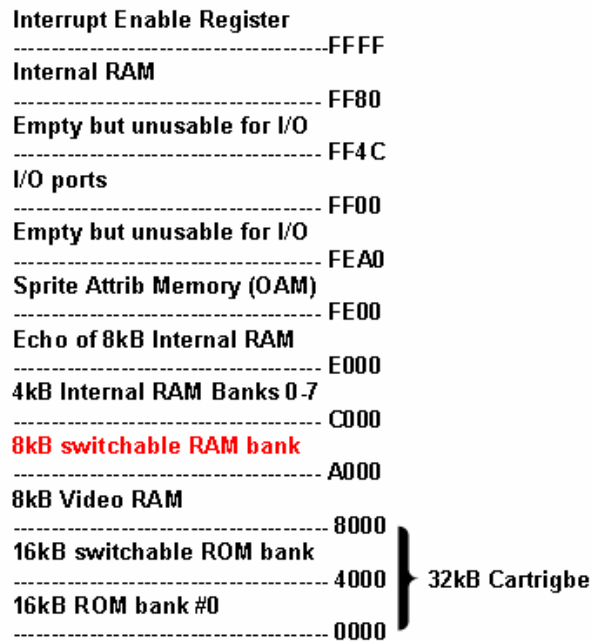 Interrupt Enable Register
------------------------------------------FFFF
Internal RAM
----------------------------------------- FF80
Empty but unusable for I/O
----------------------------------------- FF4C
I/O ports
----------------------------------------- FF00
Empty but unusable for I/O
----------------------------------------- FEA0
Sprite Attrib Memory (OAM)
----------------------------------------- FE00
Echo of 8kB Internal RAM
----------------------------------------- E000
4kB Internal RAM Banks 0-7
----------------------------------------- C000
8kB switchable RAM bank
----------------------------------------- A000
8kB Video RAM
----------------------------------------- 8000
16kB switchable ROM bank
----------------------------------------- 4000 32kB Cartrigbe
16kB ROM bank #0
----------------------------------------- 0000